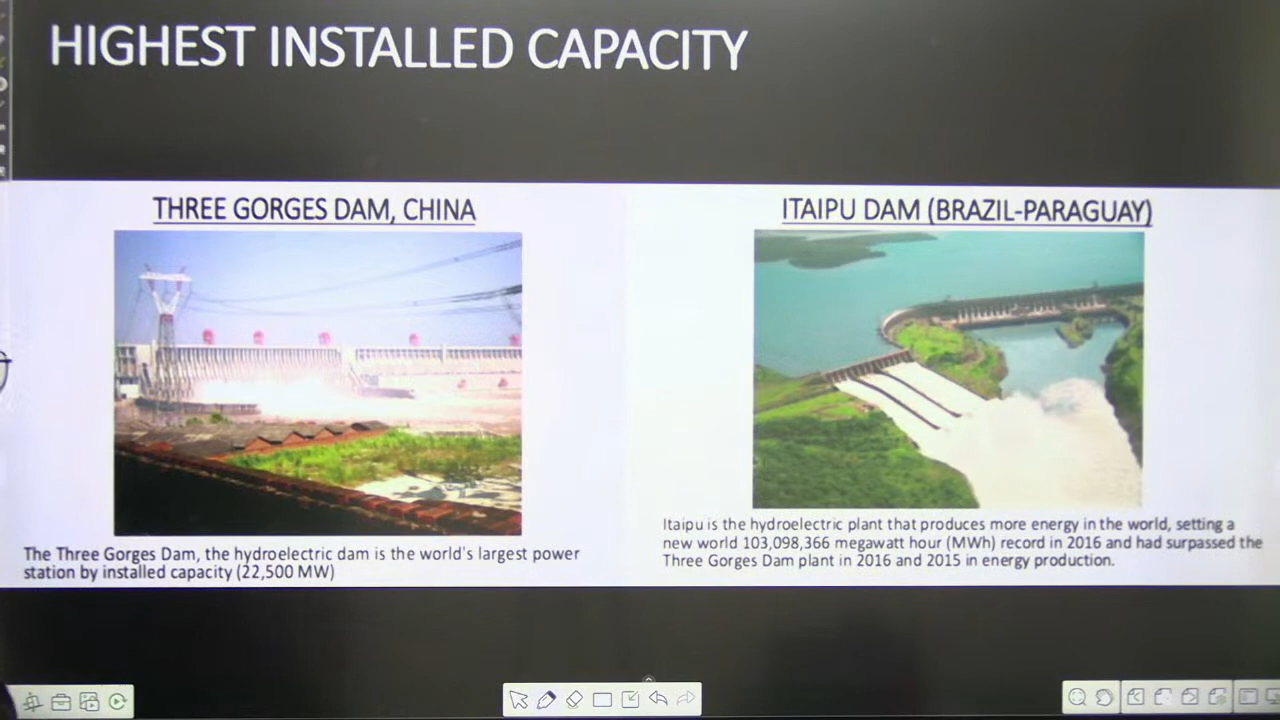 HIGHEST INSTALLED CAPACITY
THREE GORGES DAM, CHINA
The Three Gorges Dam, the hydroelectric dam is the world's largest power
station by installed capacity (22,500 MW)
ITAIPU DAM (BRAZIL-PARAGUAY)
Itaipu is the hydroelectric plant that produces more energy in the world, setting a
new world 103,098,366 megawatt hour (MWh) record in 2016 and had surpassed the
Three Gorges Dam plant in 2016 and 2015 in energy production.